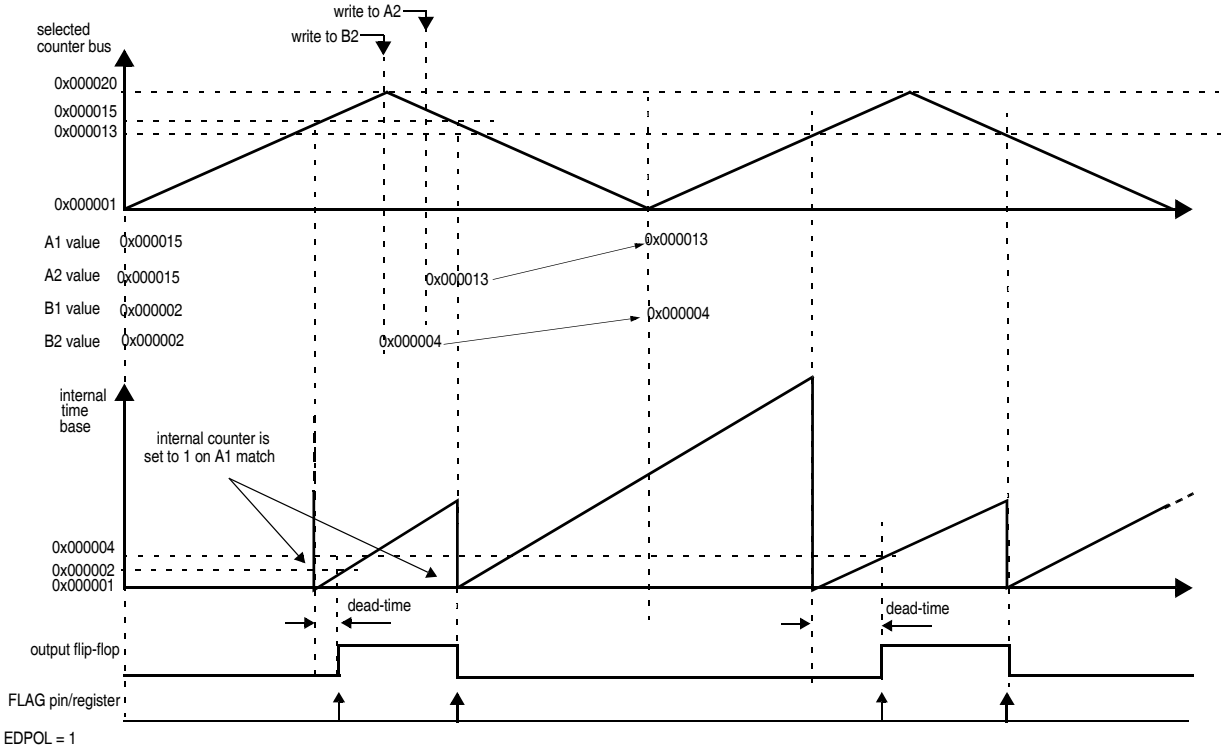 write to A2
write to B2
selected
counter bus
0x000020
0x000015
0x000013
0x000001
A1 value 0x000015 0x000013
A2 value 0x000015 0x000013
B1 value 0x000002 0x000004
B2 value 0x000002 0x000004
internal
time
base
internal counter is
set to 1 on A1 match
0x000004
0x000002
0x000001
dead-time dead-time
output flip-flop
FLAG pin/register
EDPOL = 1